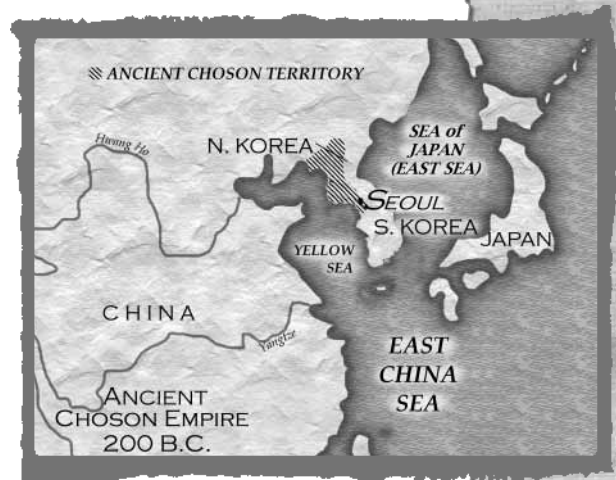 ANCIENT CHOSON TERRITORY
Hwang Ho
N. KOREA
SEA of
JAPAN
(EAST SEA)
SEOUL
S. KOREA
JAPAN
YELLOW
SEA
CHINA
Yangtze
EAST
CHINA
SEA
ANCIENT
CHOSON EMPIRE
200 B.C.